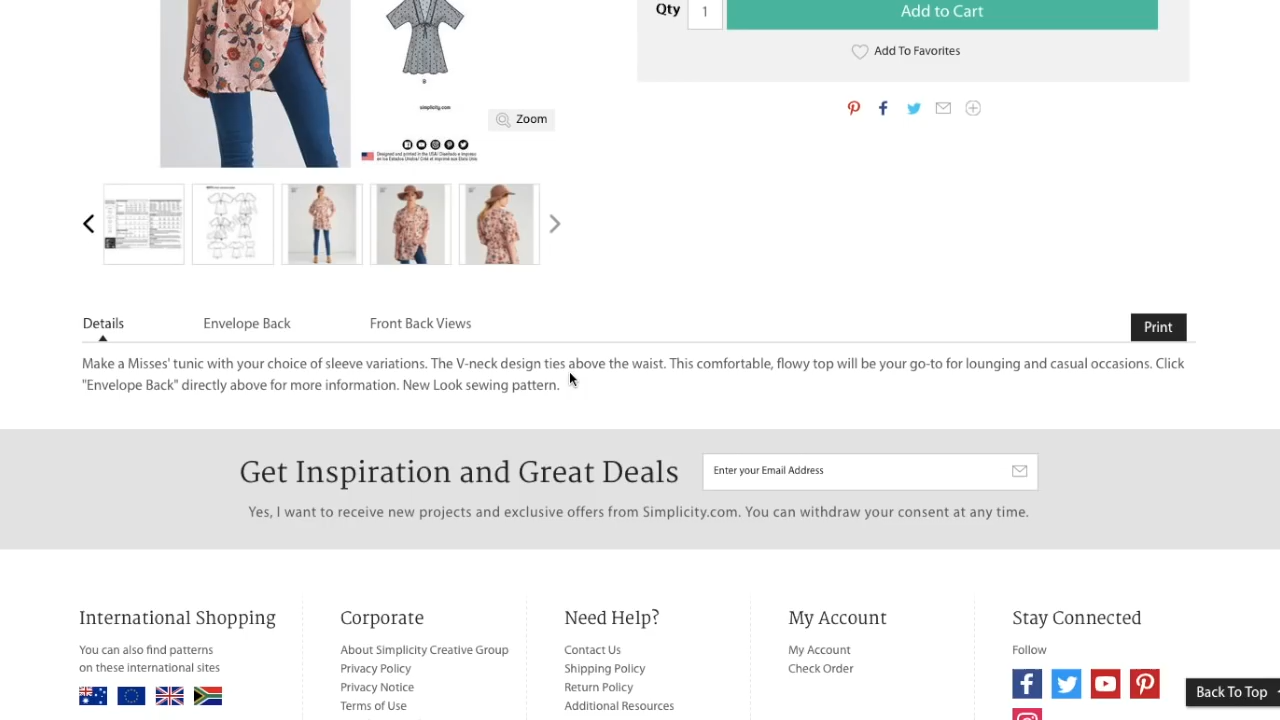 Qty 1 Add to Cart
Add To Favorites
B
simplicity.com
Zoom
Details Envelope Back Front Back Views Print
Make a Misses' tunic with your choice of sleeve variations. The V-neck design ties above the waist. This comfortable, flowy top will be your go-to for lounging and casual occasions. Click
"Envelope Back" directly above for more information. New Look sewing pattern.
Get Inspiration and Great Deals Enter your Email Address
Yes, I want to receive new projects and exclusive offers from Simplicity.com. You can withdraw your consent at any time.
International Shopping
You can also find patterns
on these international sites
Corporate
About Simplicity Creative Group
Privacy Policy
Privacy Notice
Terms of Use
Need Help?
Contact Us
Shipping Policy
Return Policy
Additional Resources
My Account
My Account
Check Order
Stay Connected
Follow
Back To Top